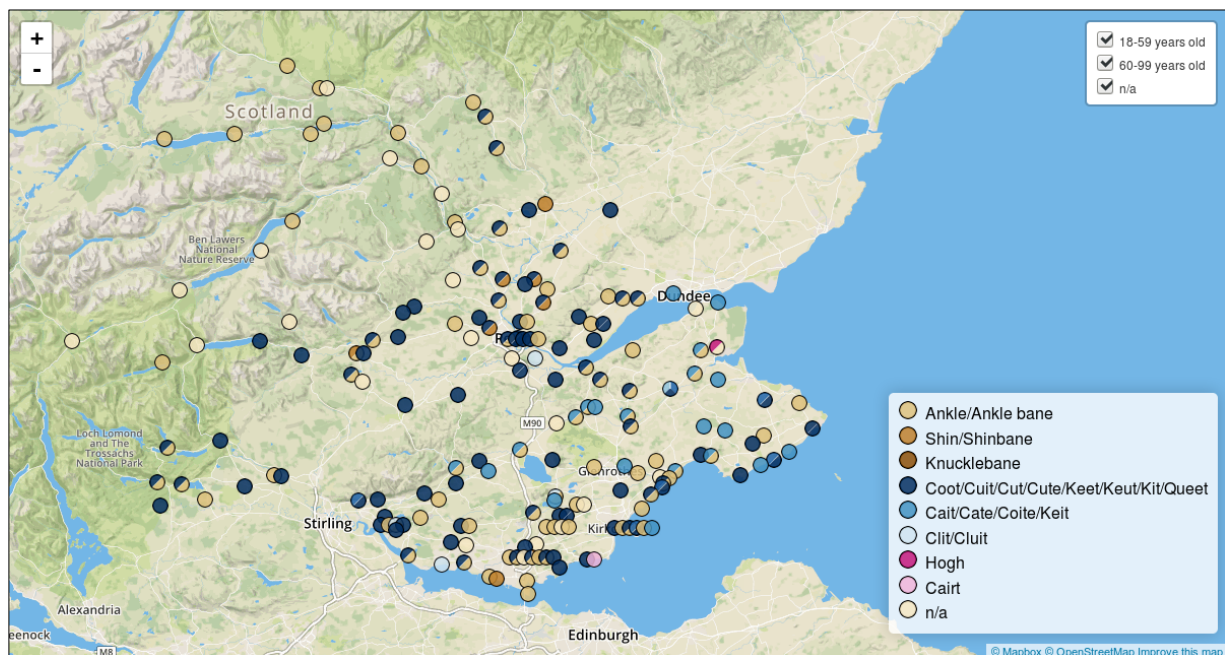 +
-
18-59 years old
60-99 years old
n/a
Scotland
Ben Lawers
National
Nature Reserve
Dundee
M90
Loch Lomond
and The
Trossachs
National Park
Stirling
Alexandria
M8
Edinburgh
Ankle/Ankle bane
Shin/Shinbane
Knucklebane
Coot/Cuit/Cut/Cute/Keet/Keut/Kit/Queet
Cait/Cate/Coite/Keit
Clit/Cluit
Hogh
Cairt
n/a
© Mapbox © OpenStreetMap Improve this map